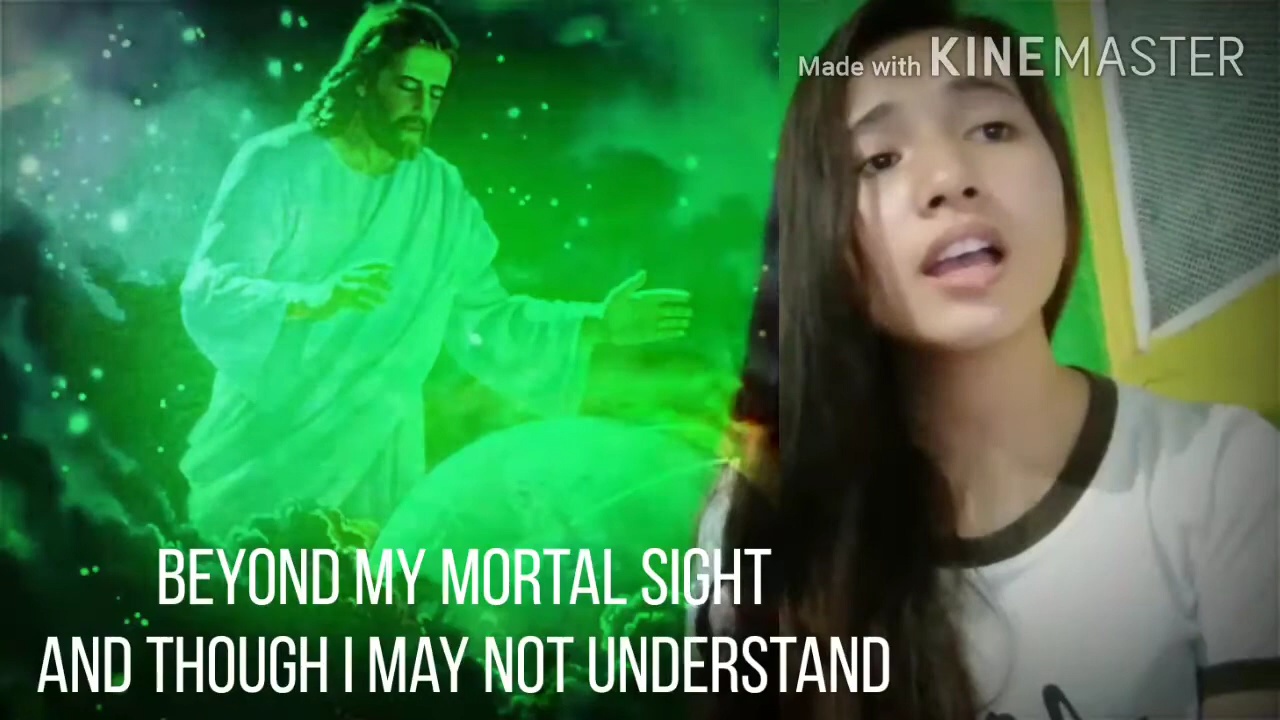 Made with KINEMASTER
BEYOND MY MORTAL SIGHT
AND THOUGH I MAY NOT UNDERSTAND